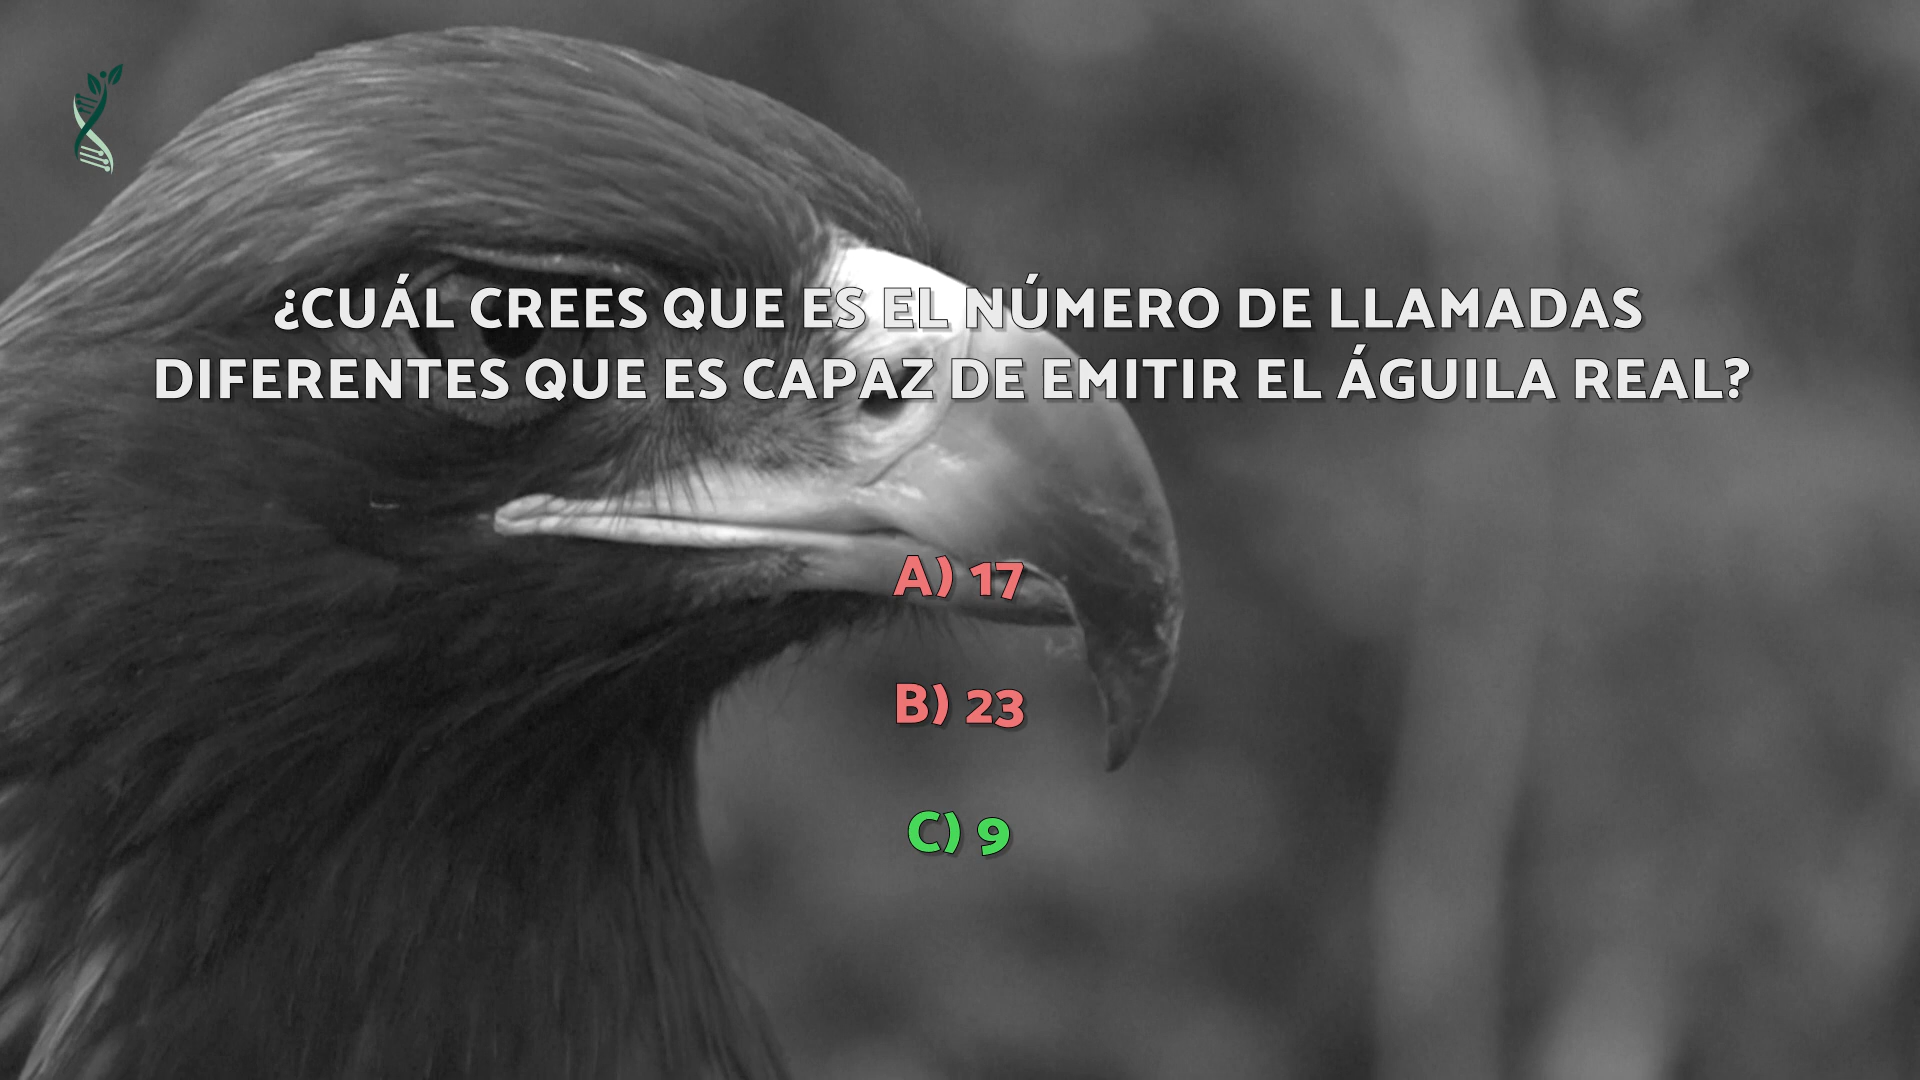 ¿CUÁL CREES QUE ES EL NÚMERO DE LLAMADAS
DIFERENTES QUE ES CAPAZ DE EMITIR EL ÁGUILA REAL?
A) 17
B) 23
C) 9